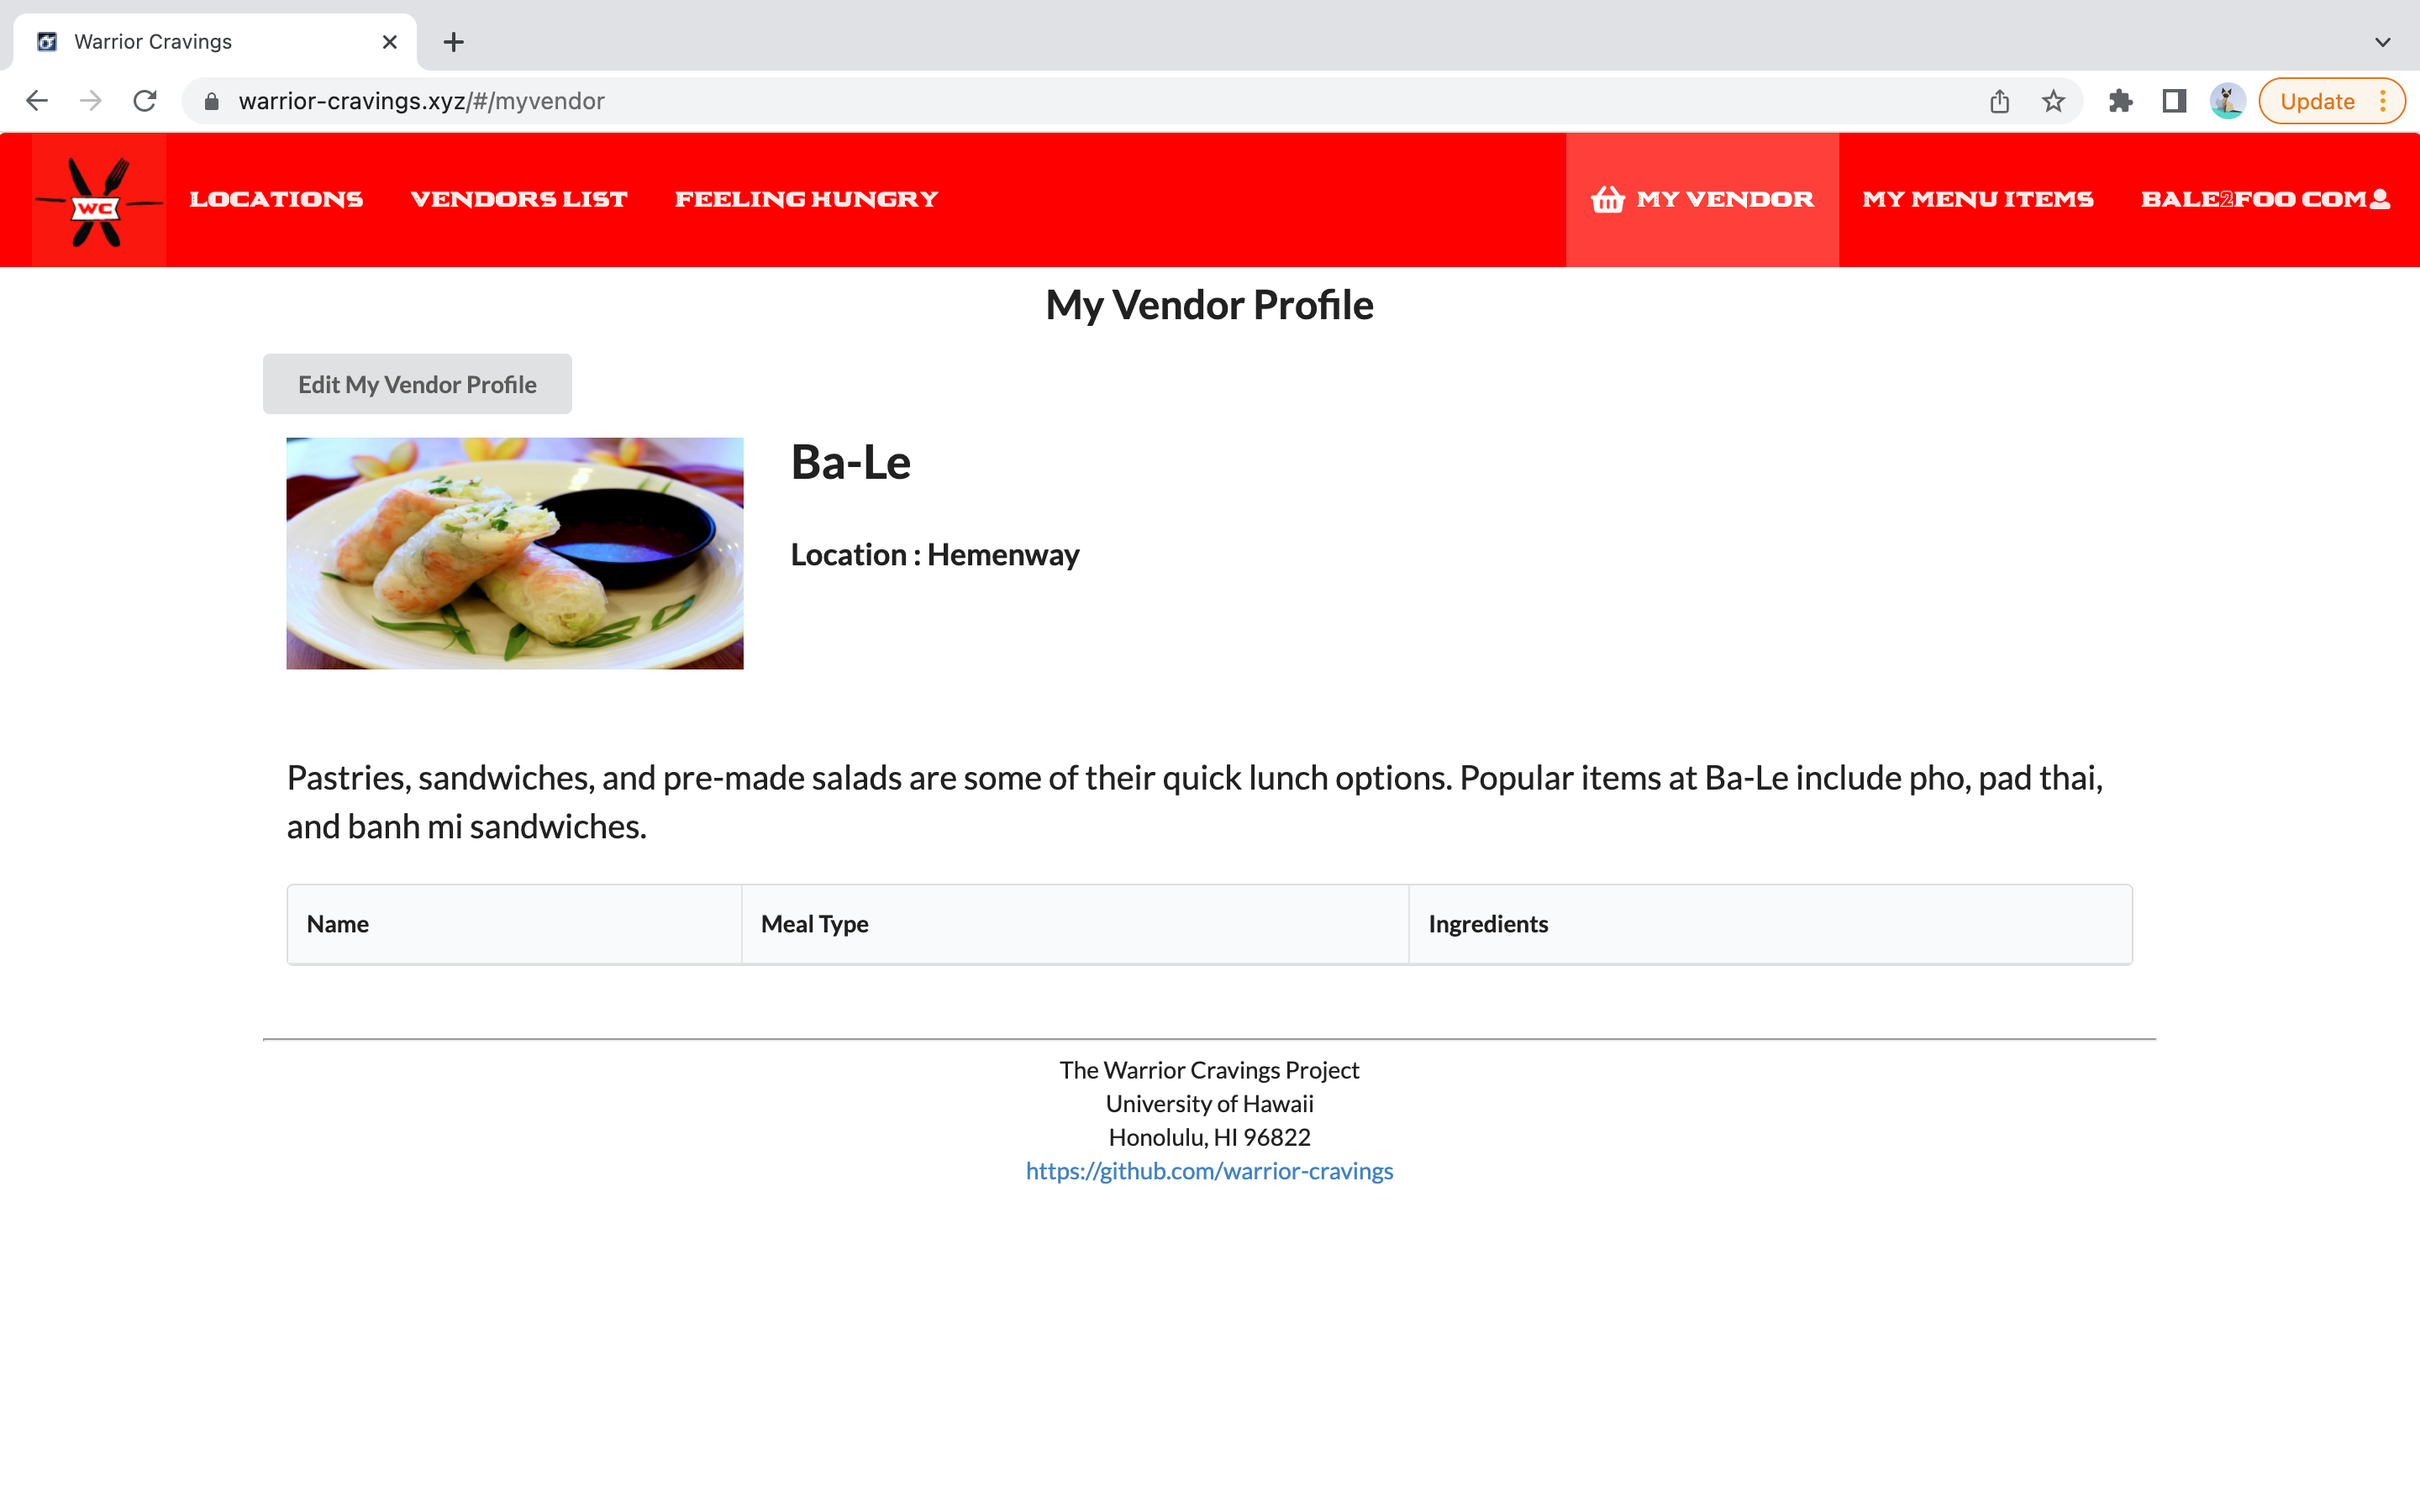 Warrior Cravings
warrior-cravings.xyz/#/myvendor
Update
WC
LOCATIONS
VENDORS LIST
FEELING HUNGRY
MY VENDOR
MY MENU ITEMS
BALE2FOO COM
My Vendor Profile
Edit My Vendor Profile
Ba-Le
Location : Hemenway
Pastries, sandwiches, and pre-made salads are some of their quick lunch options. Popular items at Ba-Le include pho, pad thai,
and banh mi sandwiches.
Name
Meal Type
Ingredients
The Warrior Cravings Project
University of Hawaii
Honolulu, HI 96822
https://github.com/warrior-cravings